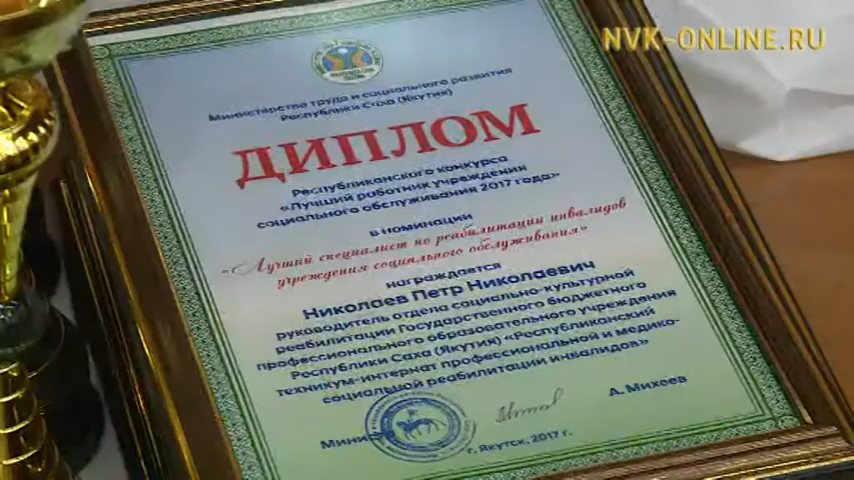 NVK-ONLINE.RU
Министерство труда и социального развития
Республики Саха (Якутия)
ДИПЛОМ
Республиканского конкурса
«Лучший работник учреждения
социального обслуживания 2017 года»
в номинации
«Лучший специалист по реабилитации инвалидов
учреждения социального обслуживания»
награждается
Николаев Петр Николаевич
руководитель отдела социально-культурной
реабилитации Государственного бюджетного
профессионального образовательного учреждения
Республики Саха (Якутия) «Республиканский
техникум-интернат профессиональной и медико-
социальной реабилитации инвалидов.
А. Михеев
г. Якутск, 2017 г.